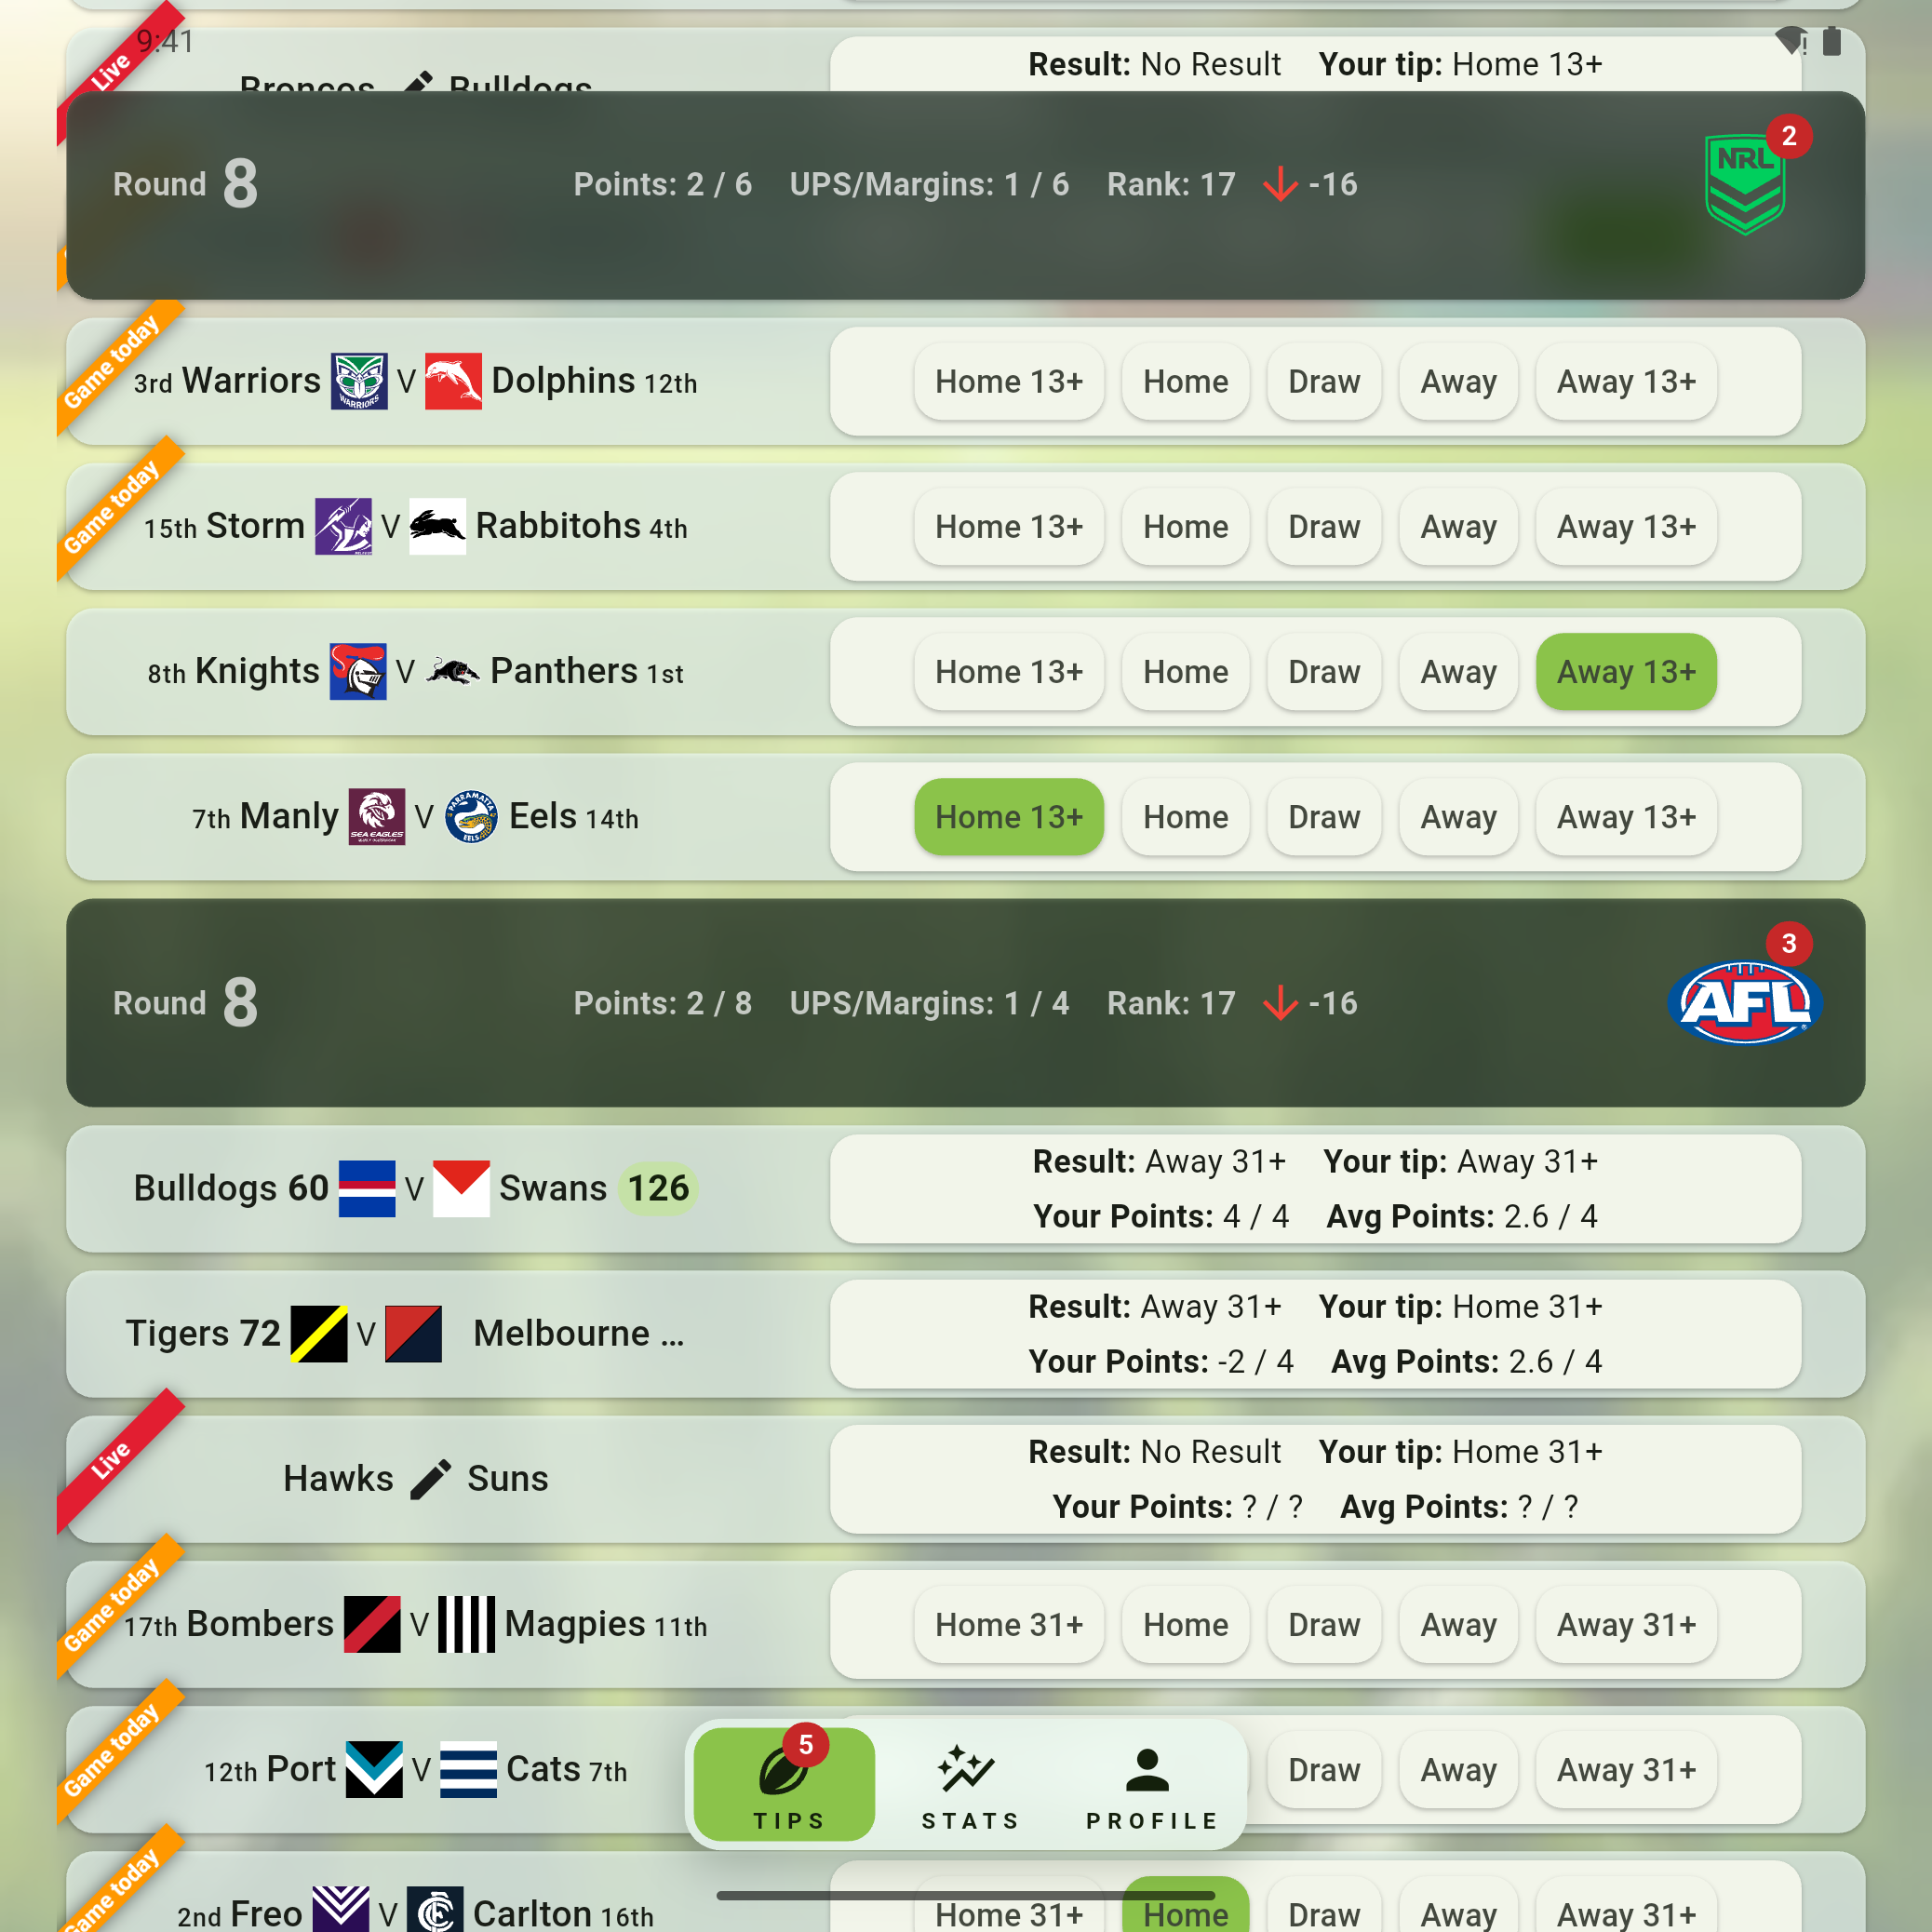 9:41
Live
Broncos Bulldogs
Result: No Result Your tip: Home 13+
Round 8 Points: 2 / 6 UPS/Margins: 1 / 6 Rank: 17 -16 NRL 2
Game today
3rd Warriors WARRIORS V Dolphins 12th Home 13+ Home Draw Away Away 13+
Game today
15th Storm V Rabbitohs 4th Home 13+ Home Draw Away Away 13+
8th Knights V Panthers 1st Home 13+ Home Draw Away Away 13+
7th Manly SEA EAGLES V PARRAMATTA EELS Eels 14th Home 13+ Home Draw Away Away 13+
Round 8 Points: 2 / 8 UPS/Margins: 1 / 4 Rank: 17 -16 AFL 3
Bulldogs 60 V Swans 126
Result: Away 31+ Your tip: Away 31+
Your Points: 4 / 4 Avg Points: 2.6 / 4
Tigers 72 V Melbourne ...
Result: Away 31+ Your tip: Home 31+
Your Points: -2 / 4 Avg Points: 2.6 / 4
Live
Hawks Suns
Result: No Result Your tip: Home 31+
Your Points: ? / ? Avg Points: ? / ?
Game today
17th Bombers V Magpies 11th Home 31+ Home Draw Away Away 31+
Game today
12th Port V Cats 7th Draw Away Away 31+
5
TIPS STATS PROFILE
Game today
2nd Freo V Carlton 16th Home 31+ Home Draw Away Away 31+